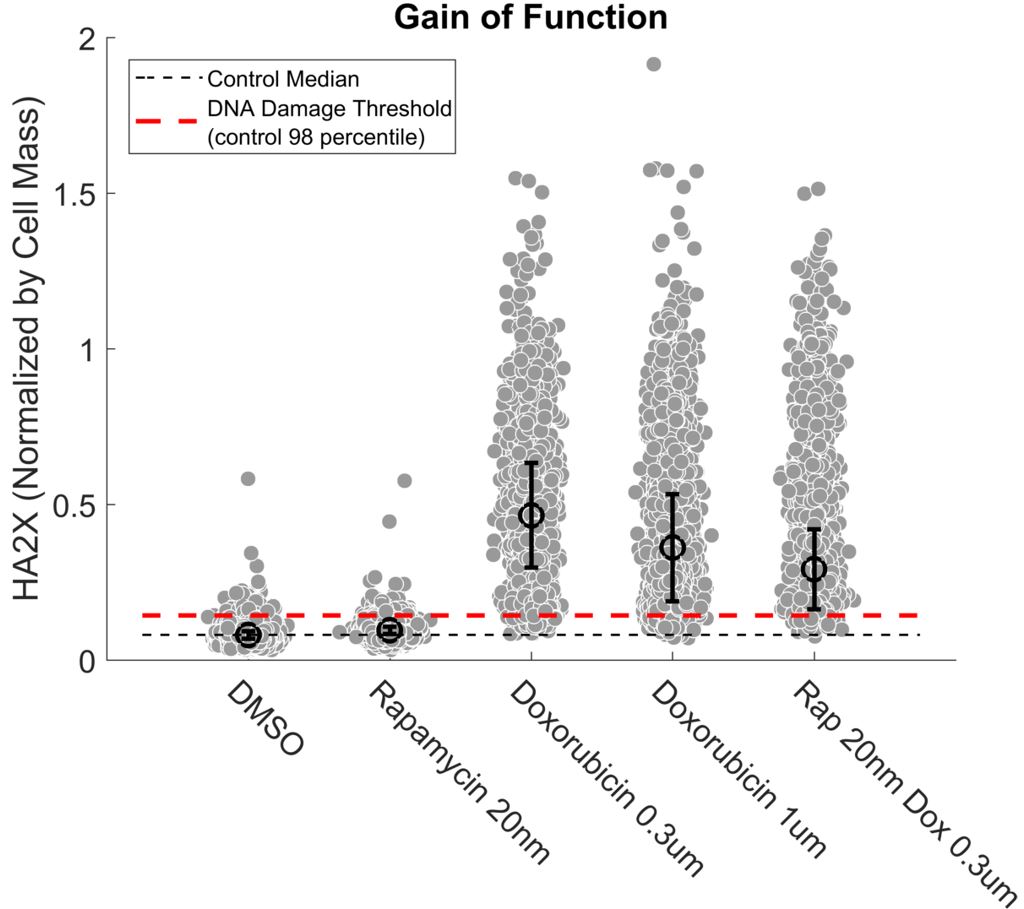 Gain of Function
2
1.5
1
0.5
0
HA2X (Normalized by Cell Mass)
Control Median
DNA Damage Threshold
(control 98 percentile)
DMSO
Rapamycin 20nm
Doxorubicin 0.3um
Doxorubicin 1um
Rap 20nm Dox 0.3um